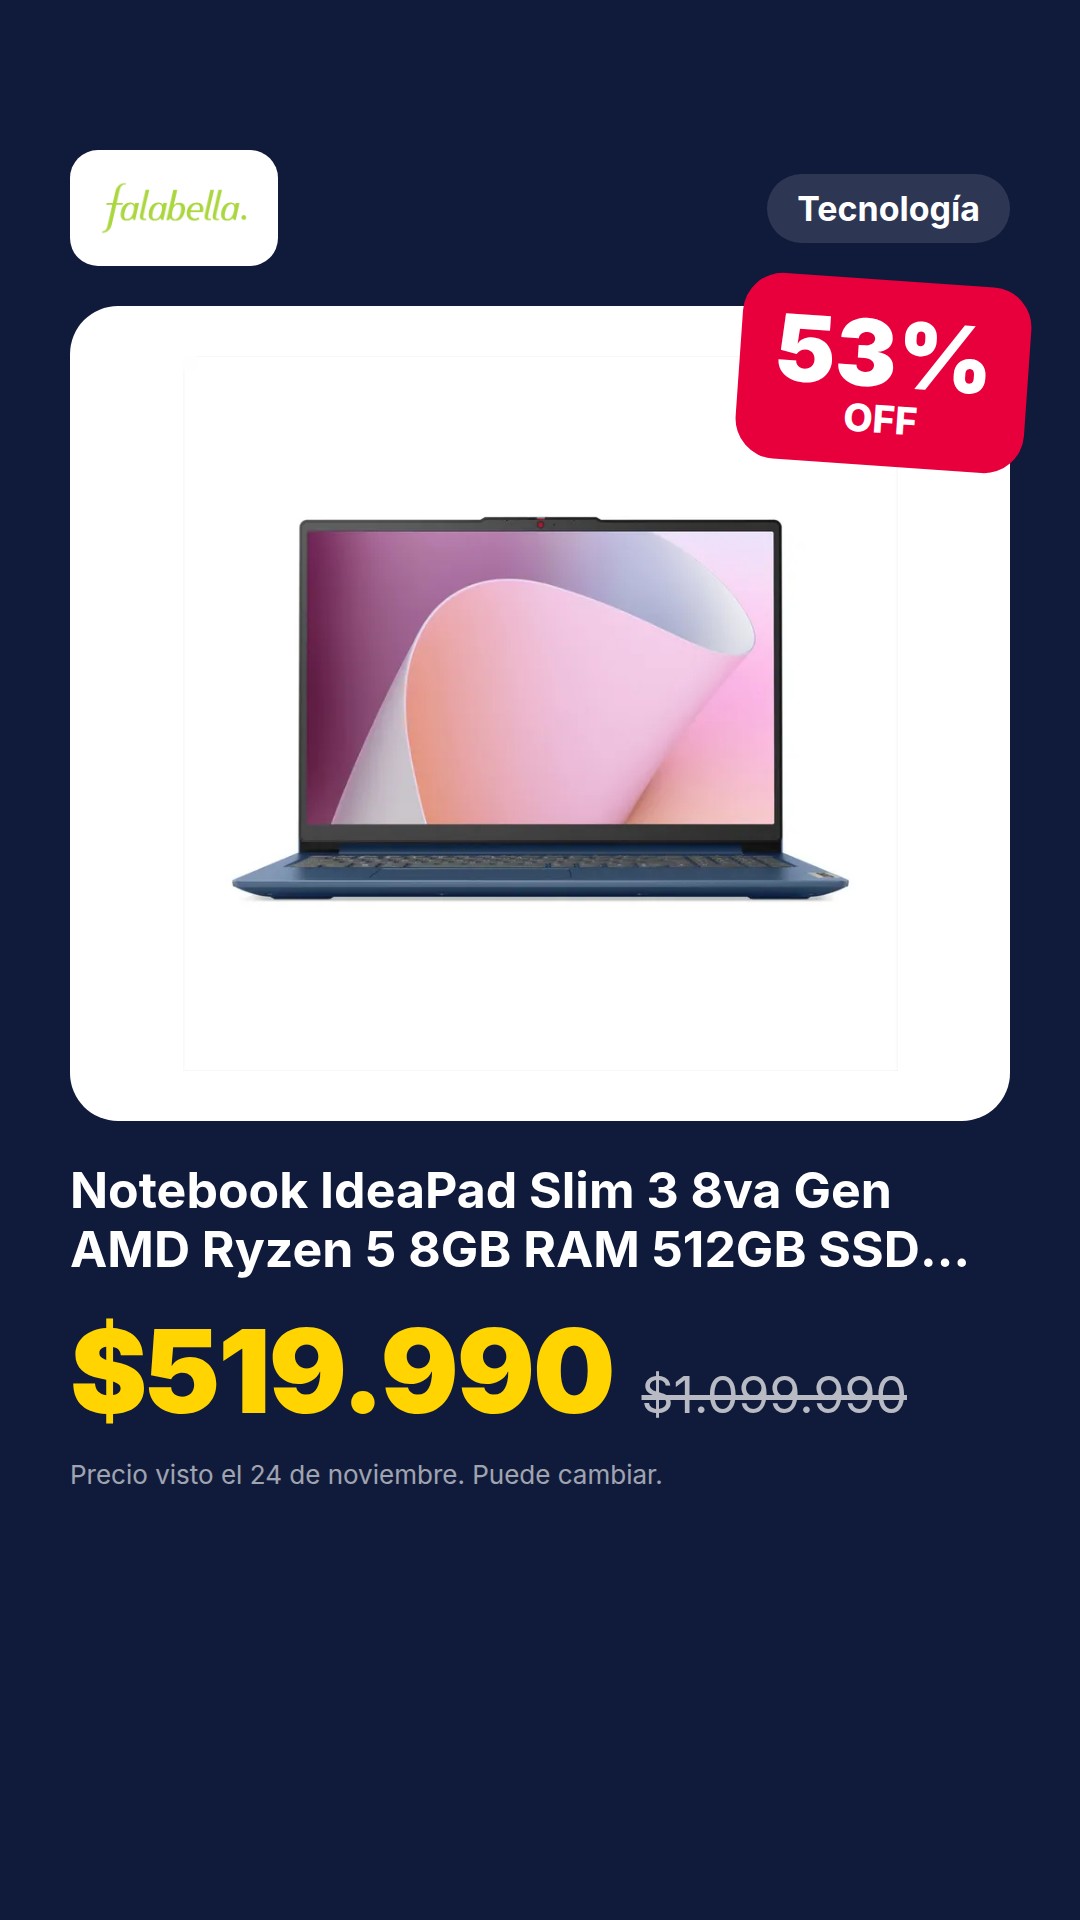 falabella.
Tecnología
53%
OFF
Notebook IdeaPad Slim 3 8va Gen
AMD Ryzen 5 8GB RAM 512GB SSD...
$519.990 $1.099.990
Precio visto el 24 de noviembre. Puede cambiar.